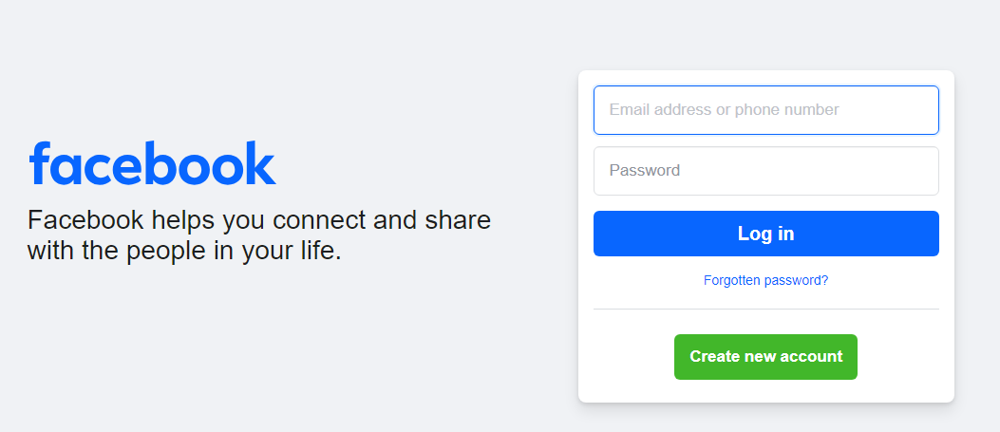 facebook
Facebook helps you connect and share
with the people in your life.
Email address or phone number
Password
Log in
Forgotten password?
Create new account